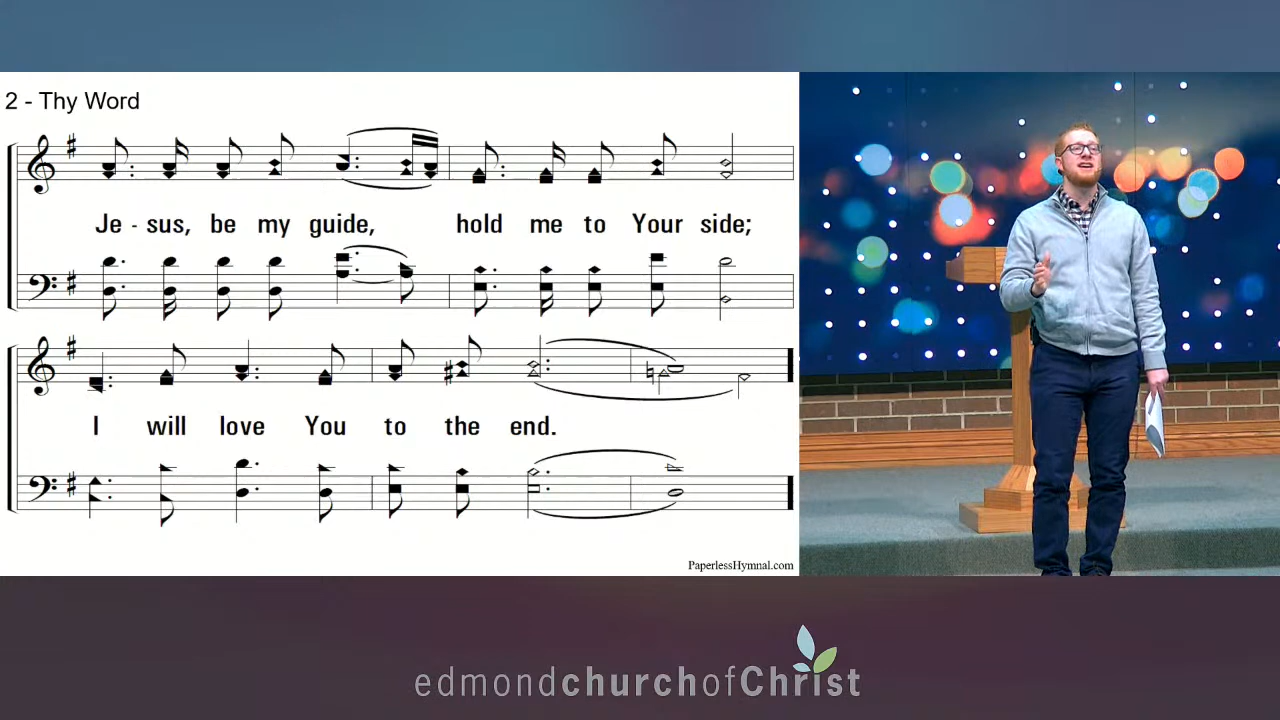 2 - Thy Word
Je - sus, be my guide, hold me to Your side;
I will love You to the end.
PaperlessHymnal.com
edmondchurchofChrist